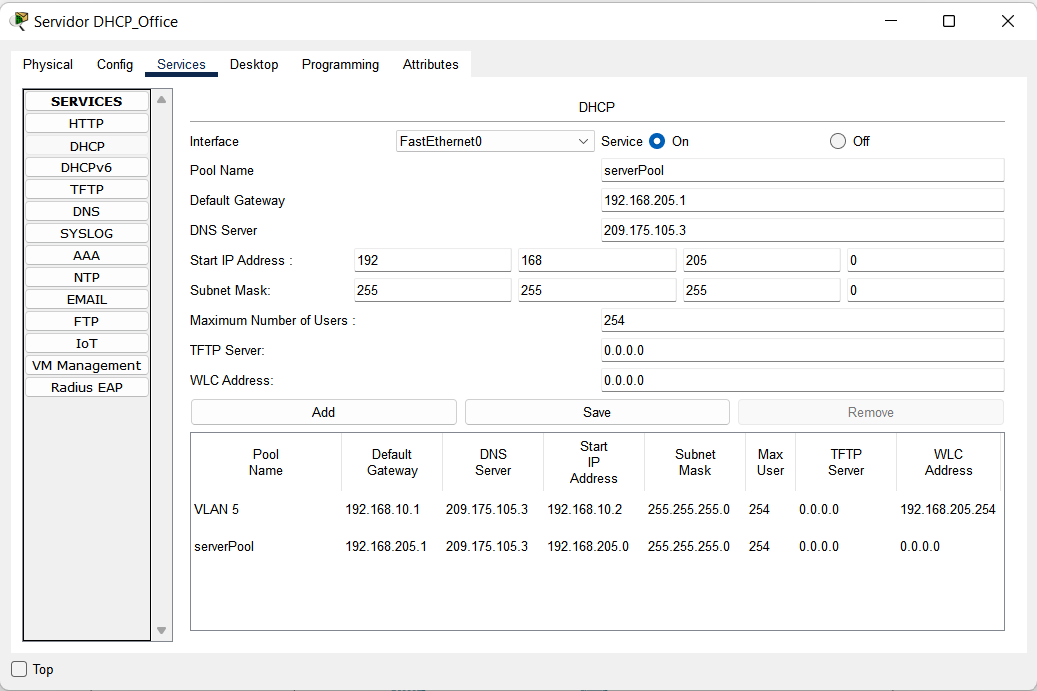 Servidor DHCP_Office
Physical Config Services Desktop Programming Attributes
SERVICES
HTTP
DHCP
DHCPv6
TFTP
DNS
SYSLOG
AAA
NTP
EMAIL
FTP
IoT
VM Management
Radius EAP
DHCP
Interface FastEthernet0 Service On Off
Pool Name serverPool
Default Gateway 192.168.205.1
DNS Server 209.175.105.3
Start IP Address : 192 168 205 0
Subnet Mask: 255 255 255 0
Maximum Number of Users : 254
TFTP Server: 0.0.0.0
WLC Address: 0.0.0.0
Add Save Remove
Pool Name Default Gateway DNS Server Start IP Address Subnet Mask Max User TFTP Server WLC Address
VLAN 5 192.168.10.1 209.175.105.3 192.168.10.2 255.255.255.0 254 0.0.0.0 192.168.205.254
serverPool 192.168.205.1 209.175.105.3 192.168.205.0 255.255.255.0 254 0.0.0.0 0.0.0.0
Top